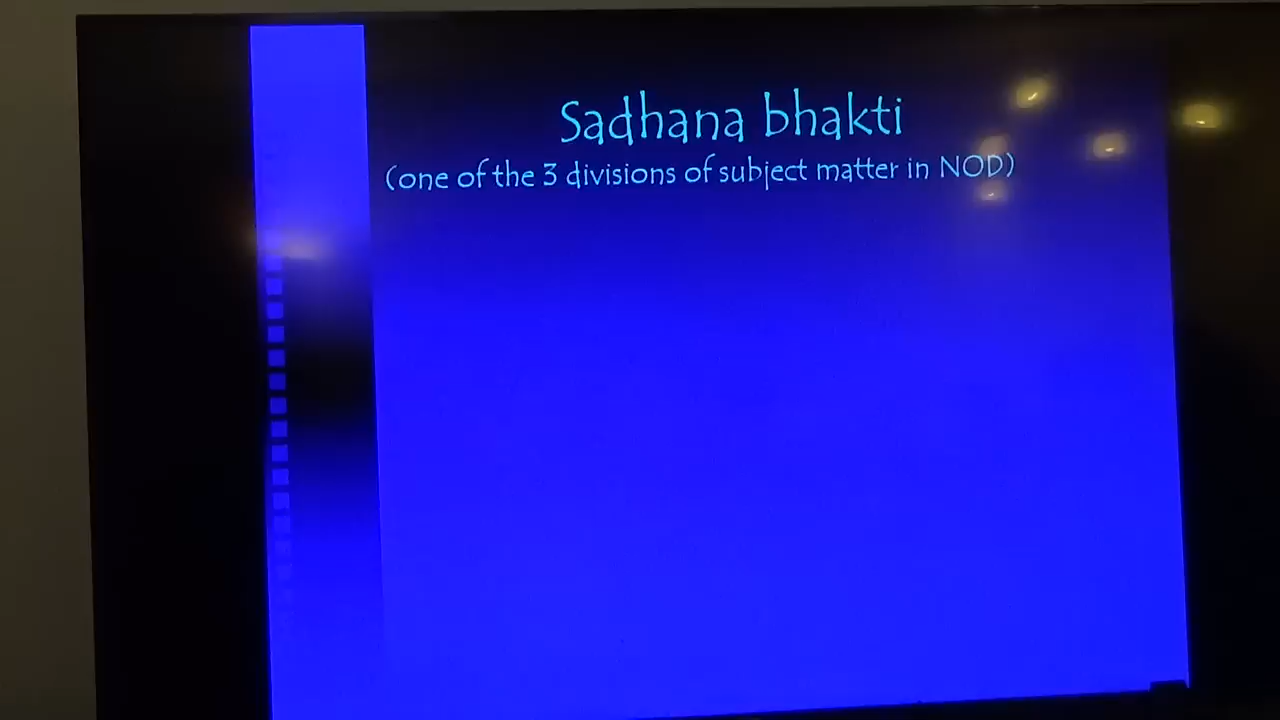 Sadhana bhakti
(one of the 3 divisions of subject matter in NOD)